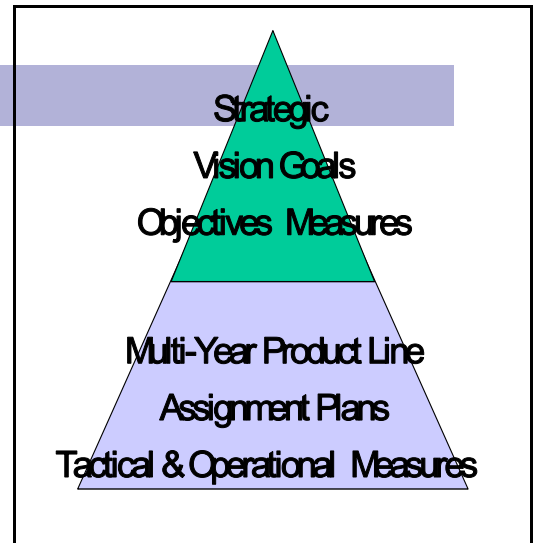 Strategic
Vision Goals
Objectives Measures
Multi-Year Product Line
Assignment Plans
Tactical & Operational Measures